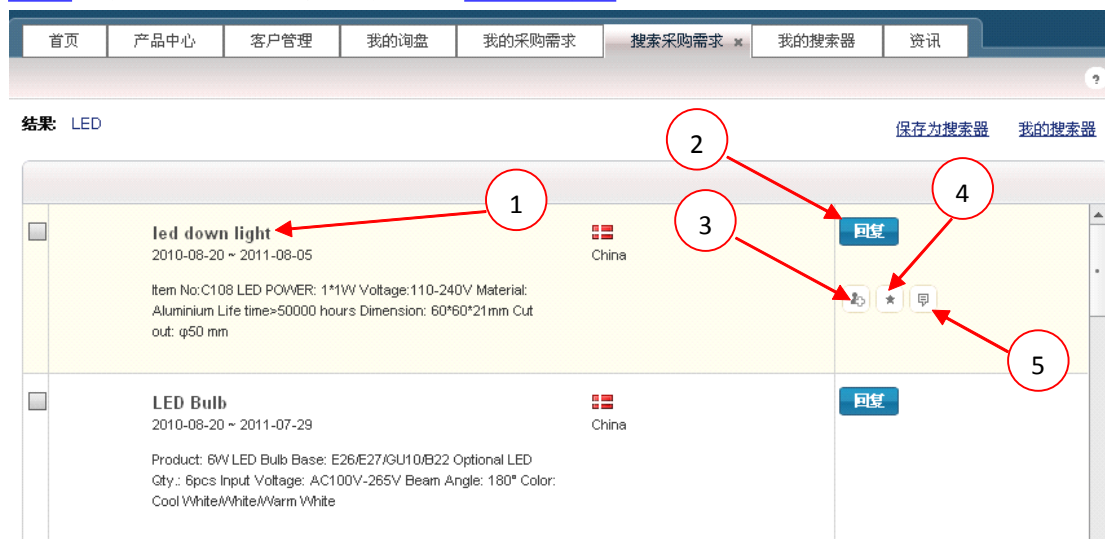 首页 产品中心 客户管理 我的询盘 我的采购需求 搜索采购需求 × 我的搜索器 资讯
?
结果: LED 保存为搜索器 我的搜索器
2
1
4
3
led down light 回复
2010-08-20 ~ 2011-08-05 China
Item No:C108 LED POWER: 1*1W Voltage:110-240V Material:
Aluminium Life time>50000 hours Dimension: 60*60*21mm Cut
out: φ50 mm
5
LED Bulb 回复
2010-08-20 ~ 2011-07-29 China
Product: 6W LED Bulb Base: E26/E27/GU10/B22 Optional LED
Qty.: 6pcs Input Voltage: AC100V-265V Beam Angle: 180° Color:
Cool White/White/Warm White